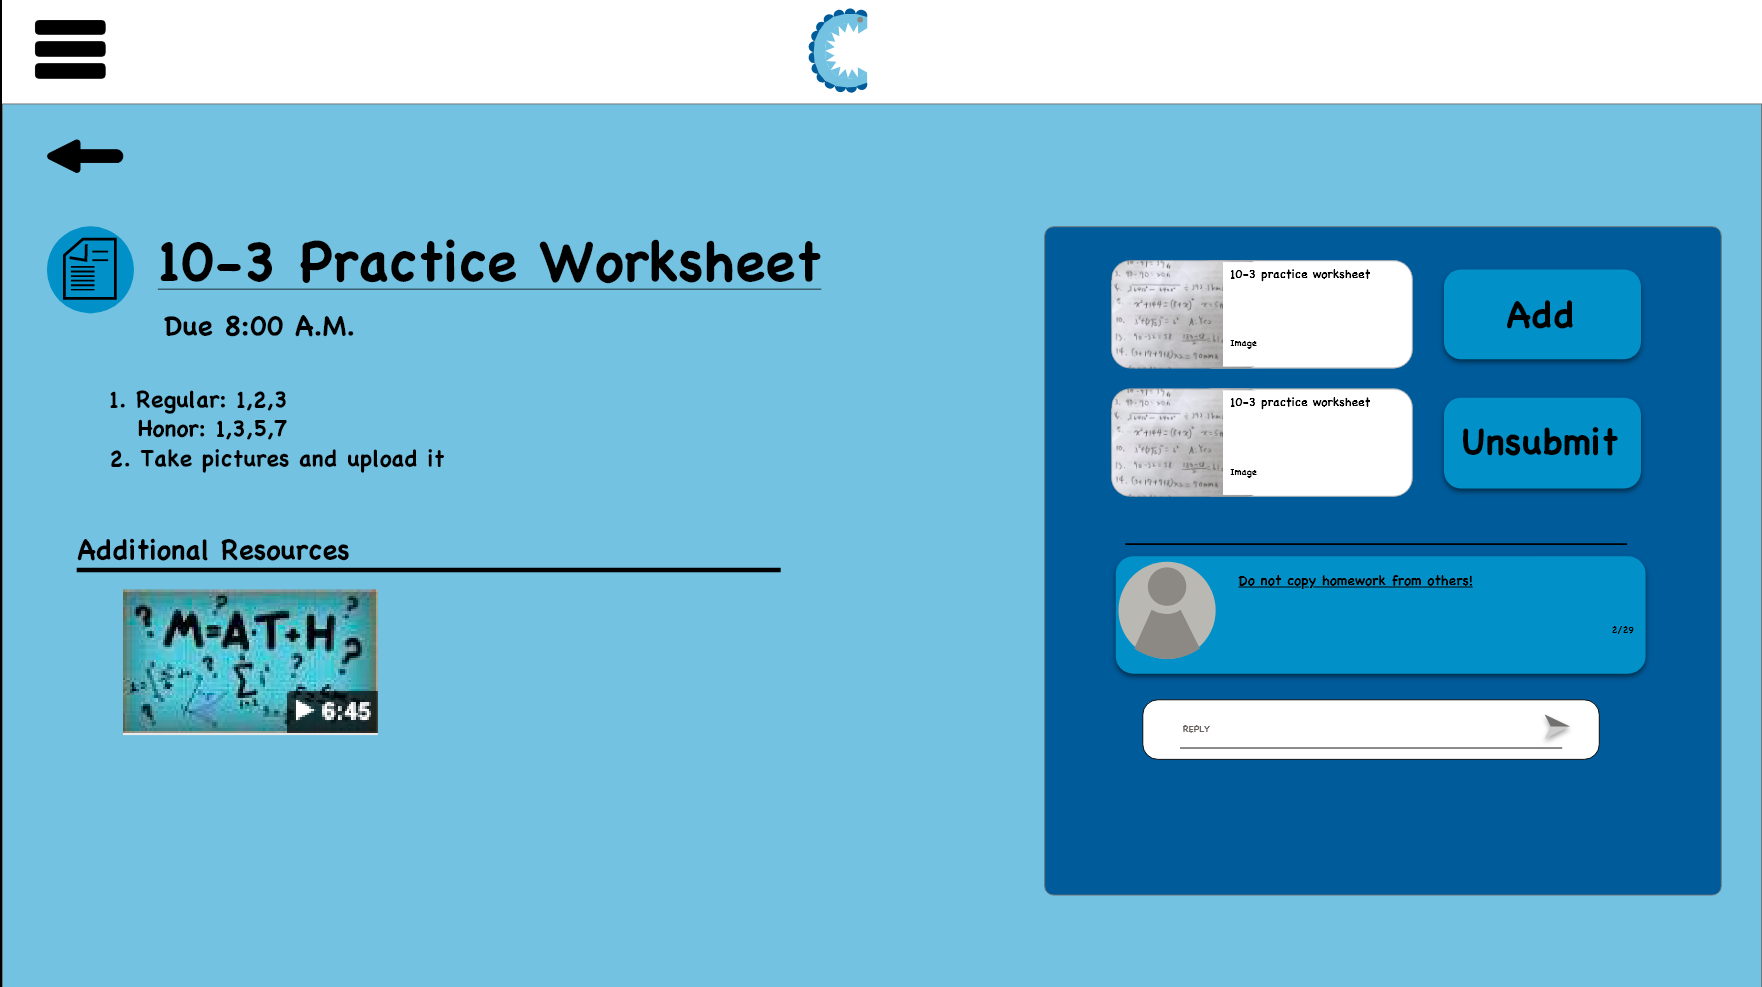 10-3 Practice Worksheet
Due 8:00 A.M.
1. Regular: 1,2,3
Honor: 1,3,5,7
2. Take pictures and upload it
Additional Resources
M=A·T+H
6:45
10-3 practice worksheet
Image
Add
10-3 practice worksheet
Image
Unsubmit
Do not copy homework from others!
2/29
REPLY